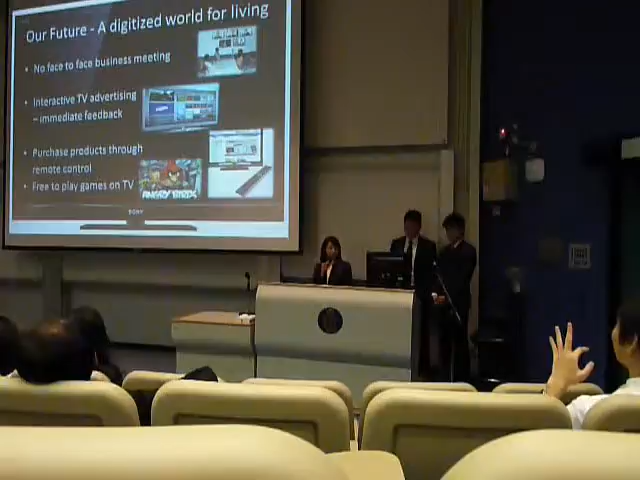 Our Future - A digitized world for living
• No face to face business meeting
• Interactive TV advertising
– immediate feedback
• Purchase products through
remote control
• Free to play games on TV
ANGRY BIRDS
SONY